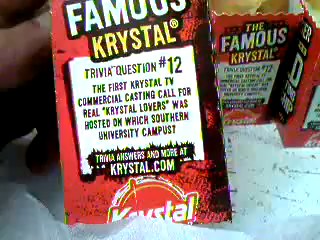 FAMOUS
KRYSTAL®
TRIVIA QUESTION #12
THE FIRST KRYSTAL TV
COMMERCIAL CASTING CALL FOR
REAL "KRYSTAL LOVERS" WAS
HOSTED ON WHICH SOUTHERN
UNIVERSITY CAMPUS?
TRIVIA ANSWERS AND MORE AT
KRYSTAL.COM
Krystal
THE
FAMOUS
KRYSTAL
TRIVIA QUESTION #12